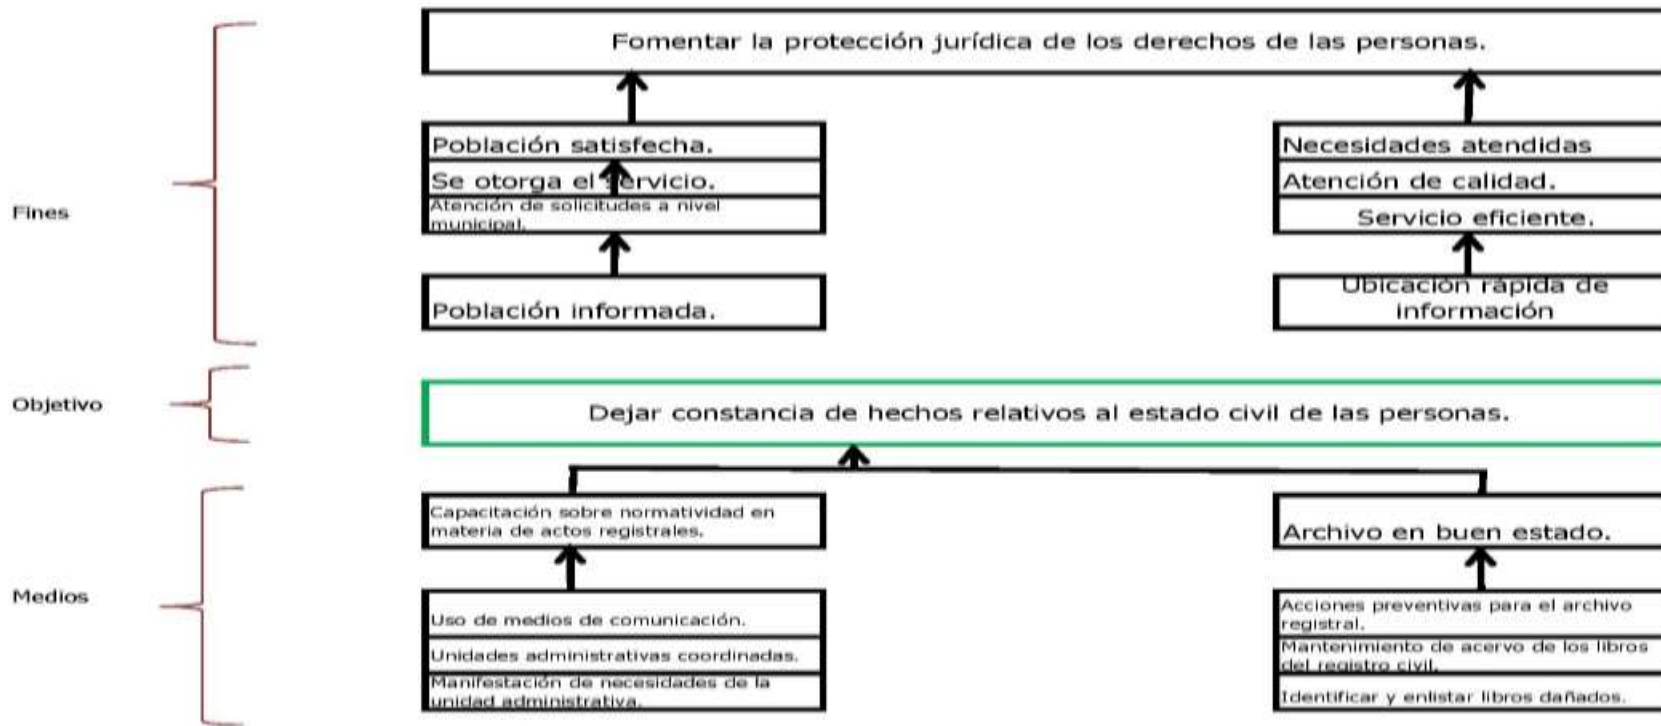 Fomentar la protección jurídica de los derechos de las personas.
Población satisfecha.
Se otorga el servicio.
Atención de solicitudes a nivel
municipal.
Necesidades atendidas
Atención de calidad.
Servicio eficiente.
Fines
Población informada.
Ubicación rápida de
información
Objetivo
Dejar constancia de hechos relativos al estado civil de las personas.
Capacitación sobre normatividad en
materia de actos registrales.
Archivo en buen estado.
Medios
Uso de medios de comunicación.
Unidades administrativas coordinadas.
Manifestación de necesidades de la
unidad administrativa.
Acciones preventivas para el archivo
registral.
Mantenimiento de acervo de los libros
del registro civil.
Identificar y enlistar libros dañados.